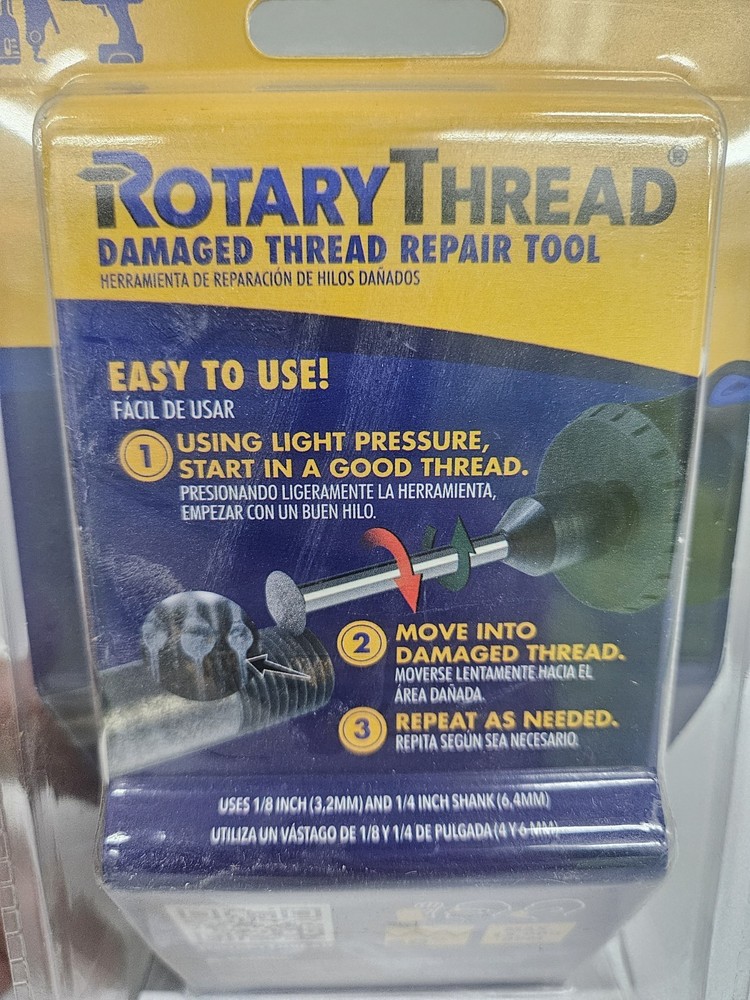 ROTARYTHREAD®
DAMAGED THREAD REPAIR TOOL
HERRAMIENTA DE REPARACIÓN DE HILOS DAÑADOS
EASY TO USE!
FÁCIL DE USAR
1 USING LIGHT PRESSURE,
START IN A GOOD THREAD.
PRESIONANDO LIGERAMENTE LA HERRAMIENTA,
EMPEZAR CON UN BUEN HILO.
2 MOVE INTO
DAMAGED THREAD.
MOVERSE LENTAMENTE HACIA EL
ÁREA DAÑADA.
3 REPEAT AS NEEDED.
REPITA SEGÚN SEA NECESARIO.
USES 1/8 INCH (3,2MM) AND 1/4 INCH SHANK (6,4MM)
UTILIZA UN VÁSTAGO DE 1/8 Y 1/4 DE PULGADA (4 Y 6 MM)